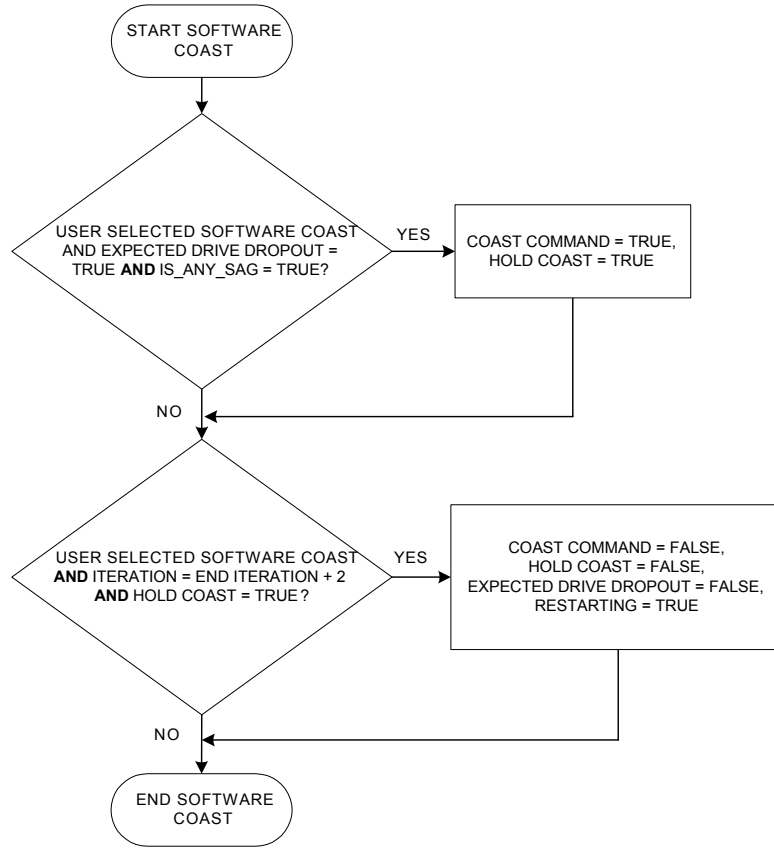 START SOFTWARE
COAST
USER SELECTED SOFTWARE COAST
AND EXPECTED DRIVE DROPOUT =
TRUE AND IS_ANY_SAG = TRUE?
YES
COAST COMMAND = TRUE,
HOLD COAST = TRUE
NO
USER SELECTED SOFTWARE COAST
AND ITERATION = END ITERATION + 2
AND HOLD COAST = TRUE?
YES
COAST COMMAND = FALSE,
HOLD COAST = FALSE,
EXPECTED DRIVE DROPOUT = FALSE,
RESTARTING = TRUE
NO
END SOFTWARE
COAST